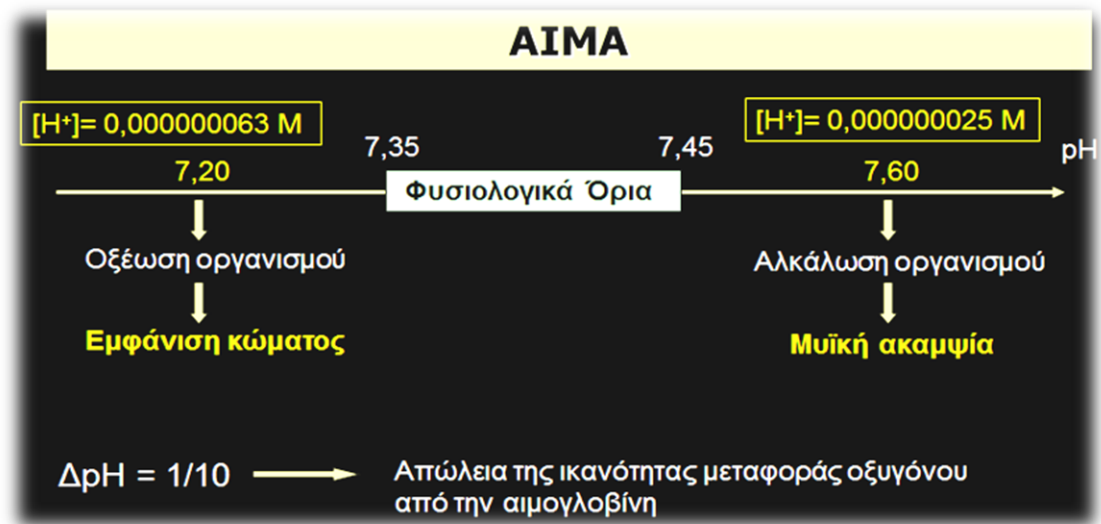 ΑΙΜΑ
[H⁺]= 0,000000063 M
[H⁺]= 0,000000025 M
7,35
7,45
pH
7,20
7,60
Φυσιολογικά Όρια
Οξέωση οργανισμού
Αλκάλωση οργανισμού
Εμφάνιση κώματος
Μυϊκή ακαμψία
ΔpH = 1/10
Απώλεια της ικανότητας μεταφοράς οξυγόνου
από την αιμογλοβίνη